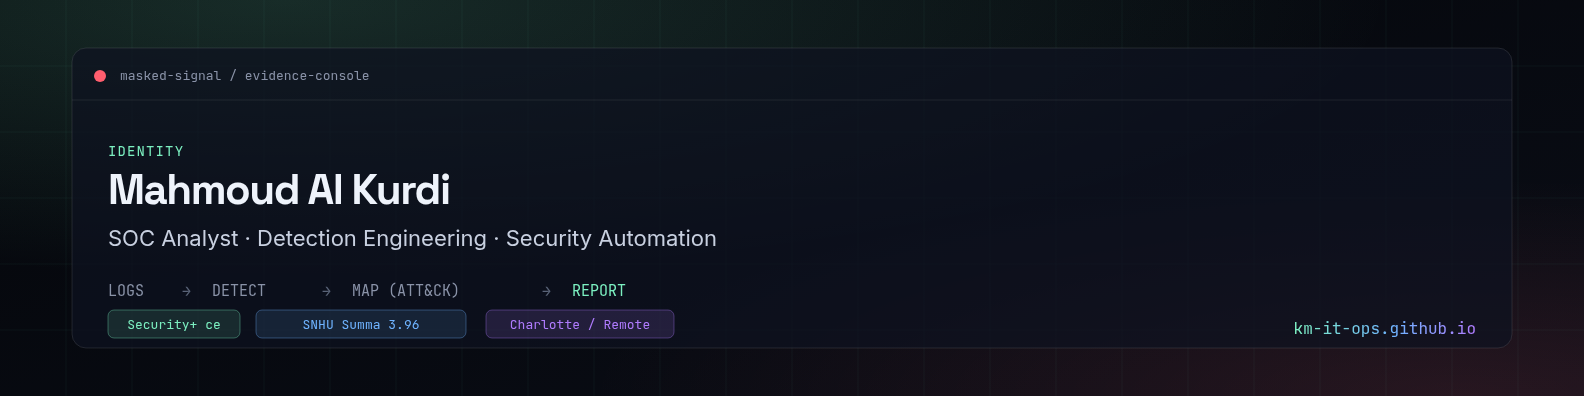 masked-signal / evidence-console
IDENTITY
Mahmoud Al Kurdi
SOC Analyst · Detection Engineering · Security Automation
LOGS → DETECT → MAP (ATT&CK) → REPORT
Security+ ce SNHU Summa 3.96 Charlotte / Remote
km-it-ops.github.io